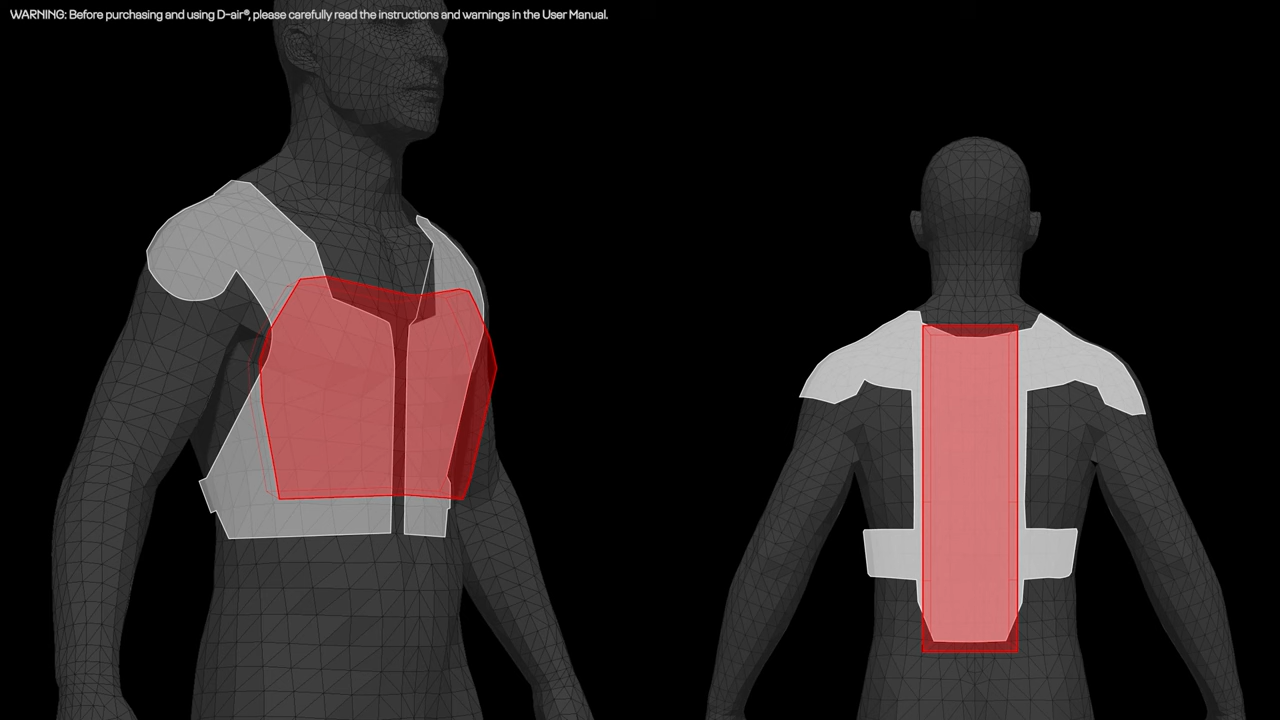 WARNING: Before purchasing and using D-air®, please carefully read the instructions and warnings in the User Manual.